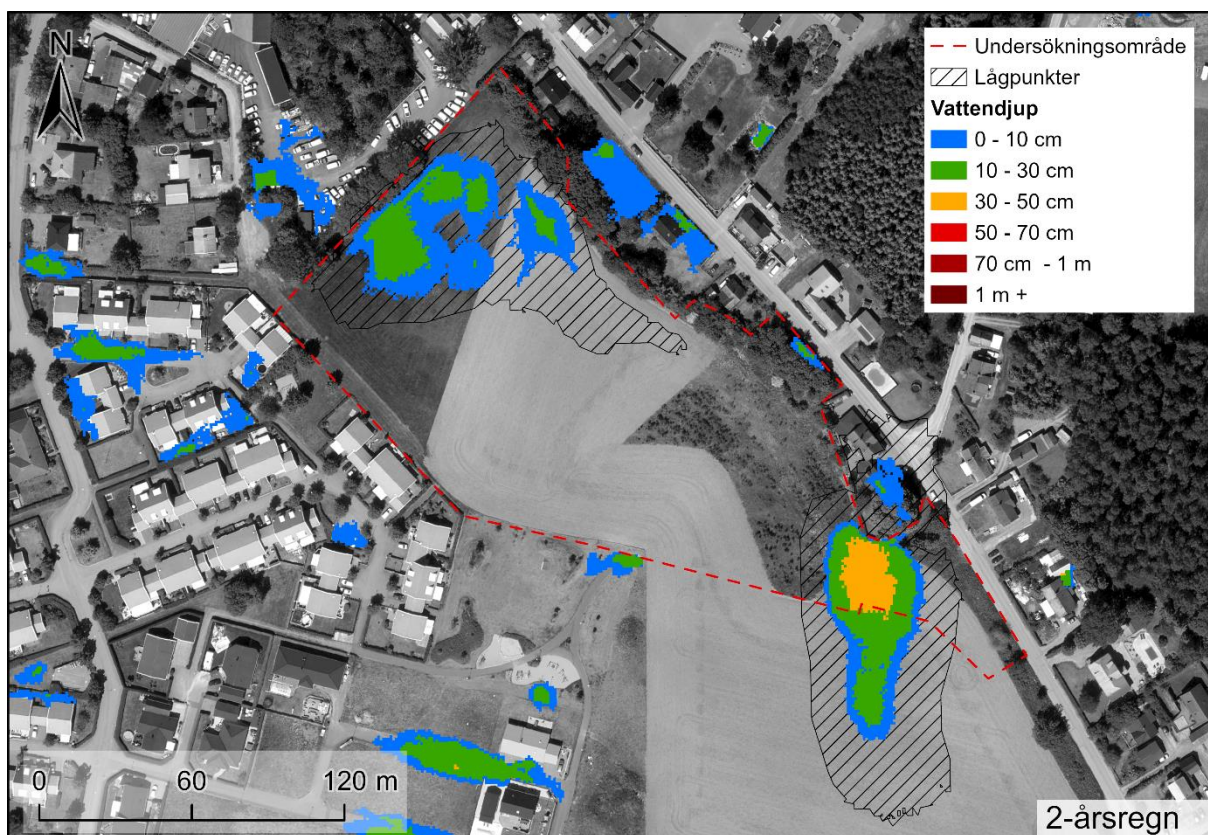 N
Undersökningsområde
Lågpunkter
Vattendjup
0 - 10 cm
10 - 30 cm
30 - 50 cm
50 - 70 cm
70 cm - 1 m
1 m +
0 60 120 m
2-årsregn